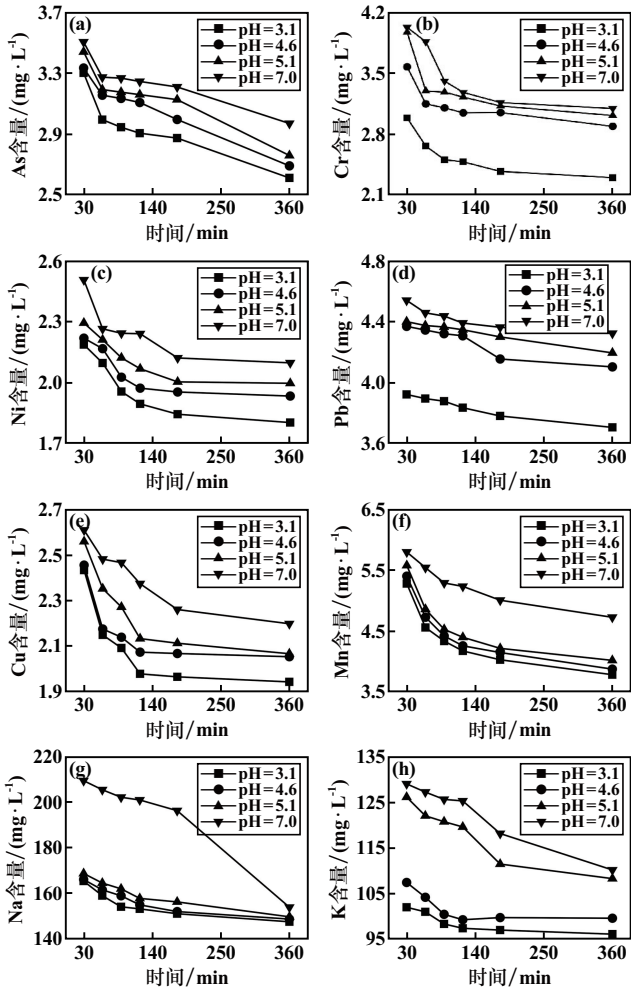 (a)
pH=3.1
pH=4.6
pH=5.1
pH=7.0
3.7
3.3
2.9
2.5
As含量/(mg·L⁻¹)
30 140 250 360
时间/min
(b)
pH=3.1
pH=4.6
pH=5.1
pH=7.0
4.2
3.5
2.8
2.1
Cr含量/(mg·L⁻¹)
30 140 250 360
时间/min
(c)
pH=3.1
pH=4.6
pH=5.1
pH=7.0
2.6
2.3
2.0
1.7
Ni含量/(mg·L⁻¹)
30 140 250 360
时间/min
(d)
pH=3.1
pH=4.6
pH=5.1
pH=7.0
4.8
4.4
4.0
3.6
Pb含量/(mg·L⁻¹)
30 140 250 360
时间/min
(e)
pH=3.1
pH=4.6
pH=5.1
pH=7.0
2.7
2.5
2.3
2.1
1.9
Cu含量/(mg·L⁻¹)
30 140 250 360
时间/min
(f)
pH=3.1
pH=4.6
pH=5.1
pH=7.0
6.5
5.5
4.5
3.5
Mn含量/(mg·L⁻¹)
30 140 250 360
时间/min
(g)
pH=3.1
pH=4.6
pH=5.1
pH=7.0
220
200
180
160
140
Na含量/(mg·L⁻¹)
30 140 250 360
时间/min
(h)
pH=3.1
pH=4.6
pH=5.1
pH=7.0
135
125
115
105
95
K含量/(mg·L⁻¹)
30 140 250 360
时间/min